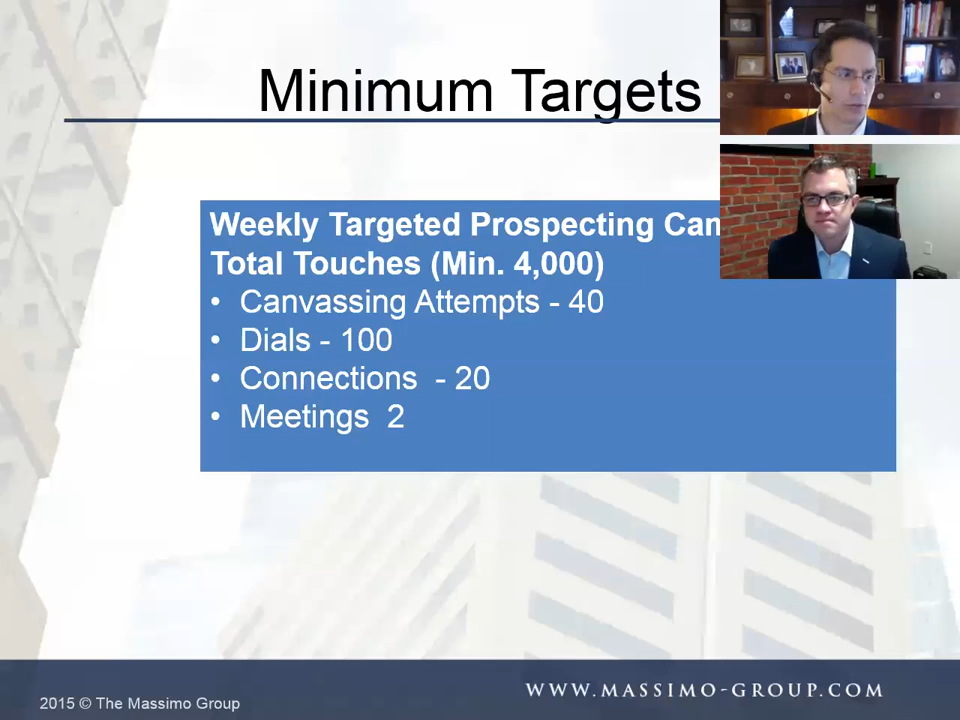 Minimum Targets
Weekly Targeted Prospecting
Total Touches (Min. 4,000)
• Canvassing Attempts - 40
• Dials - 100
• Connections - 20
• Meetings 2
2015 © The Massimo Group
WWW.MASSIMO-GROUP.COM